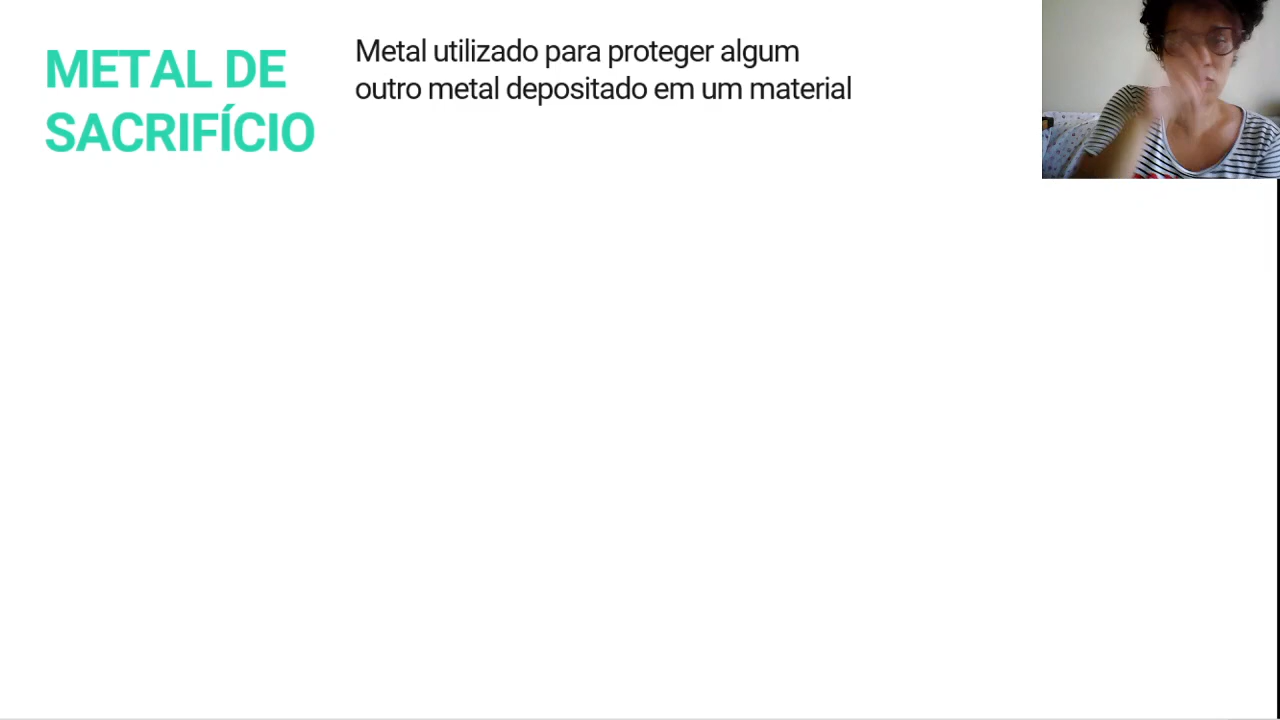 METAL DE
SACRIFÍCIO
Metal utilizado para proteger algum
outro metal depositado em um material